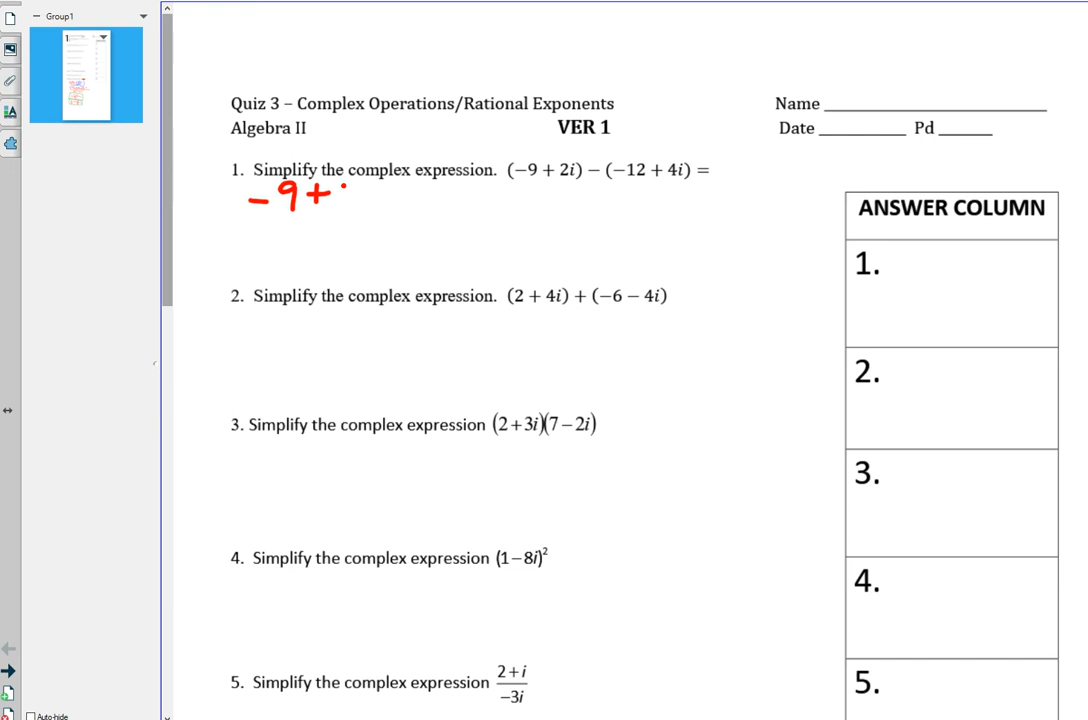 Group1
Quiz 3 – Complex Operations/Rational Exponents
Name ____________________
Algebra II VER 1
Date __________ Pd ______
1. Simplify the complex expression. (−9 + 2i) − (−12 + 4i) =
− 9 +
ANSWER COLUMN
1.
2. Simplify the complex expression. (2 + 4i) + (−6 − 4i)
2.
3. Simplify the complex expression (2+3i)(7−2i)
3.
4. Simplify the complex expression (1−8i)²
4.
5. Simplify the complex expression (2+i)/(−3i)
5.
Auto-hide